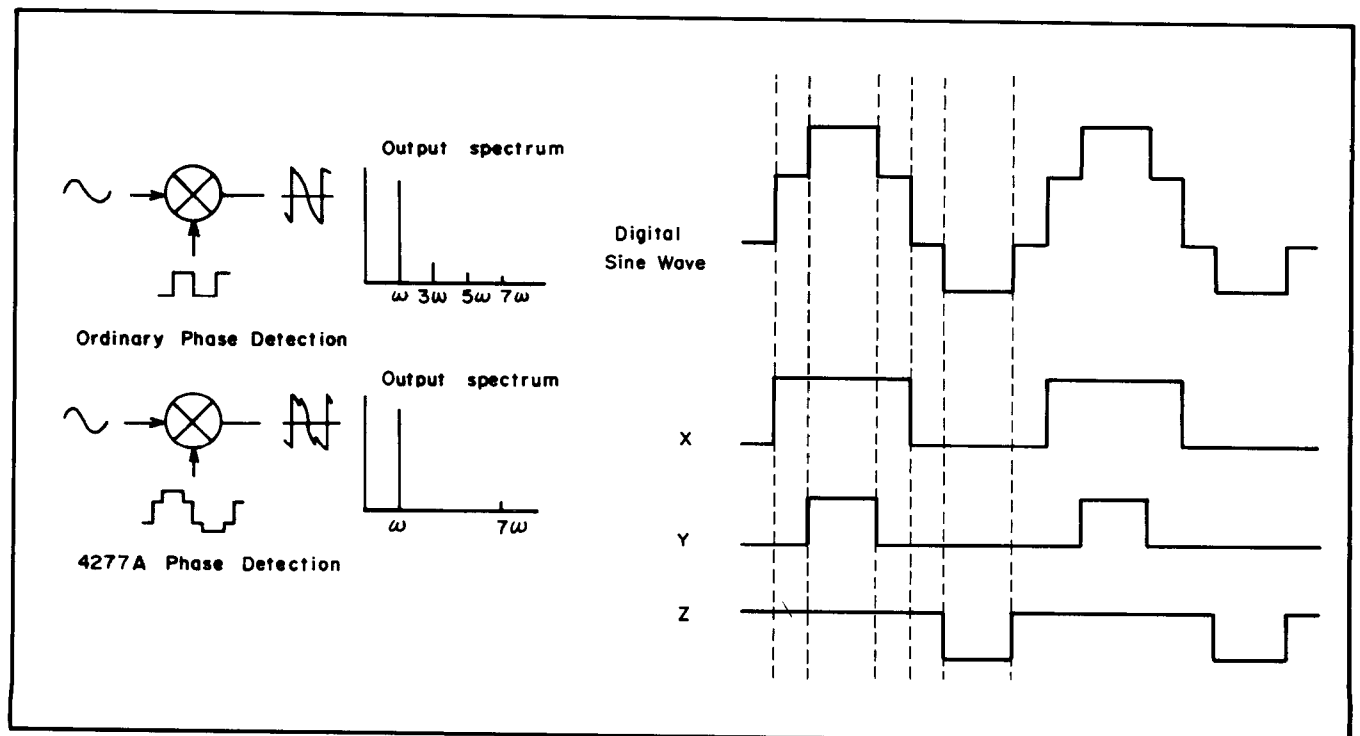 Output spectrum
ω 3ω 5ω 7ω
Ordinary Phase Detection
Output spectrum
ω 7ω
4277A Phase Detection
Digital
Sine Wave
X
Y
Z